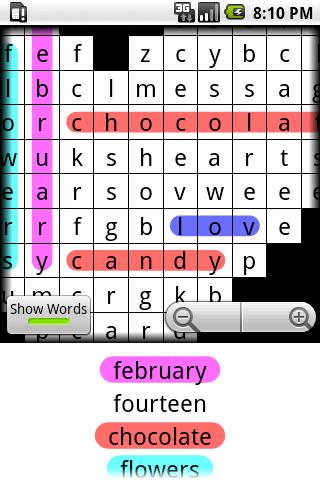 3G 8:10 PM
f e f z c y b c
l b c l m e s s a g
o r c h o c o l a t
w u k s h e a r t s
e a r s o v w e e e
r r f g b l o v e
s y c a n d y p
u m c r g k b
Show Words
p c a r d
february
fourteen
chocolate
flowers